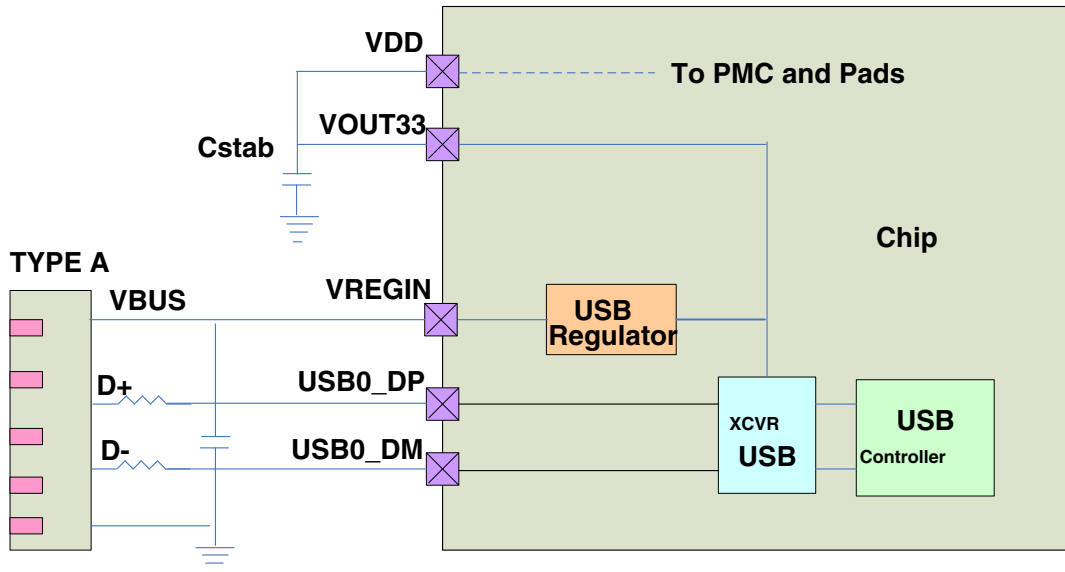 VDD
To PMC and Pads
VOUT33
Cstab
Chip
TYPE A
VBUS
VREGIN
USB
Regulator
D+
USB0_DP
D-
USB0_DM
XCVR
USB
USB
Controller